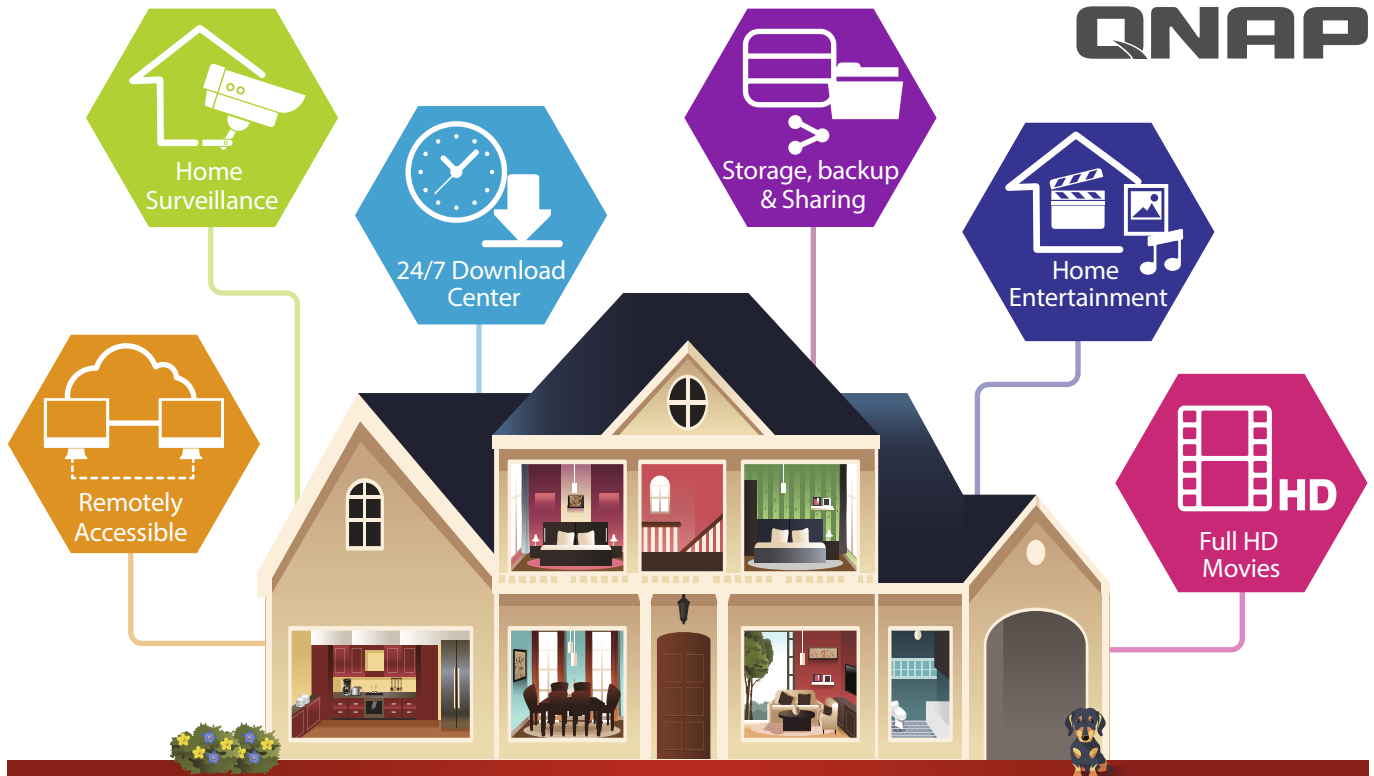 QNAP
Home
Surveillance
24/7 Download
Center
Storage, backup
& Sharing
Home
Entertainment
Remotely
Accessible
HD
Full HD
Movies